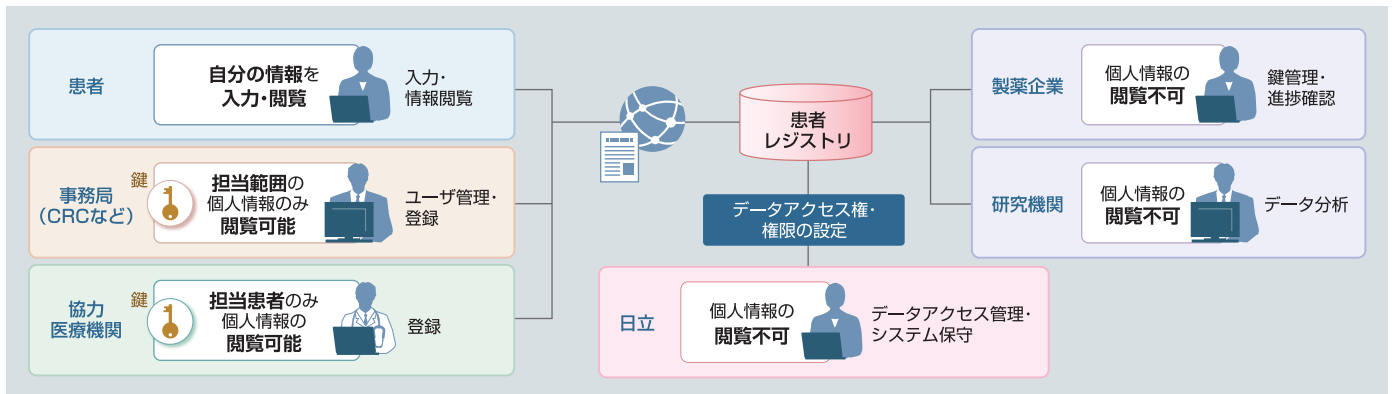 患者
自分の情報を
入力・閲覧
入力・
情報閲覧
事務局
（CRCなど）
鍵
担当範囲の
個人情報のみ
閲覧可能
ユーザ管理・
登録
協力
医療機関
鍵
担当患者のみ
個人情報の
閲覧可能
登録
患者
レジストリ
データアクセス権・
権限の設定
日立
個人情報の
閲覧不可
データアクセス管理・
システム保守
製薬企業
個人情報の
閲覧不可
鍵管理・
進捗確認
研究機関
個人情報の
閲覧不可
データ分析